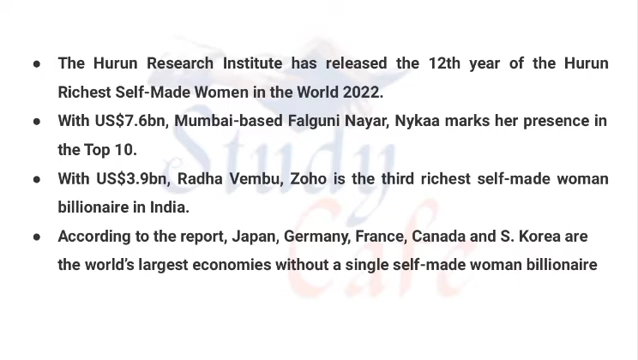 ● The Hurun Research Institute has released the 12th year of the Hurun
Richest Self-Made Women in the World 2022.
● With US$7.6bn, Mumbai-based Falguni Nayar, Nykaa marks her presence in
the Top 10.
● With US$3.9bn, Radha Vembu, Zoho is the third richest self-made woman
billionaire in India.
● According to the report, Japan, Germany, France, Canada and S. Korea are
the world's largest economies without a single self-made woman billionaire
Study
Cafe